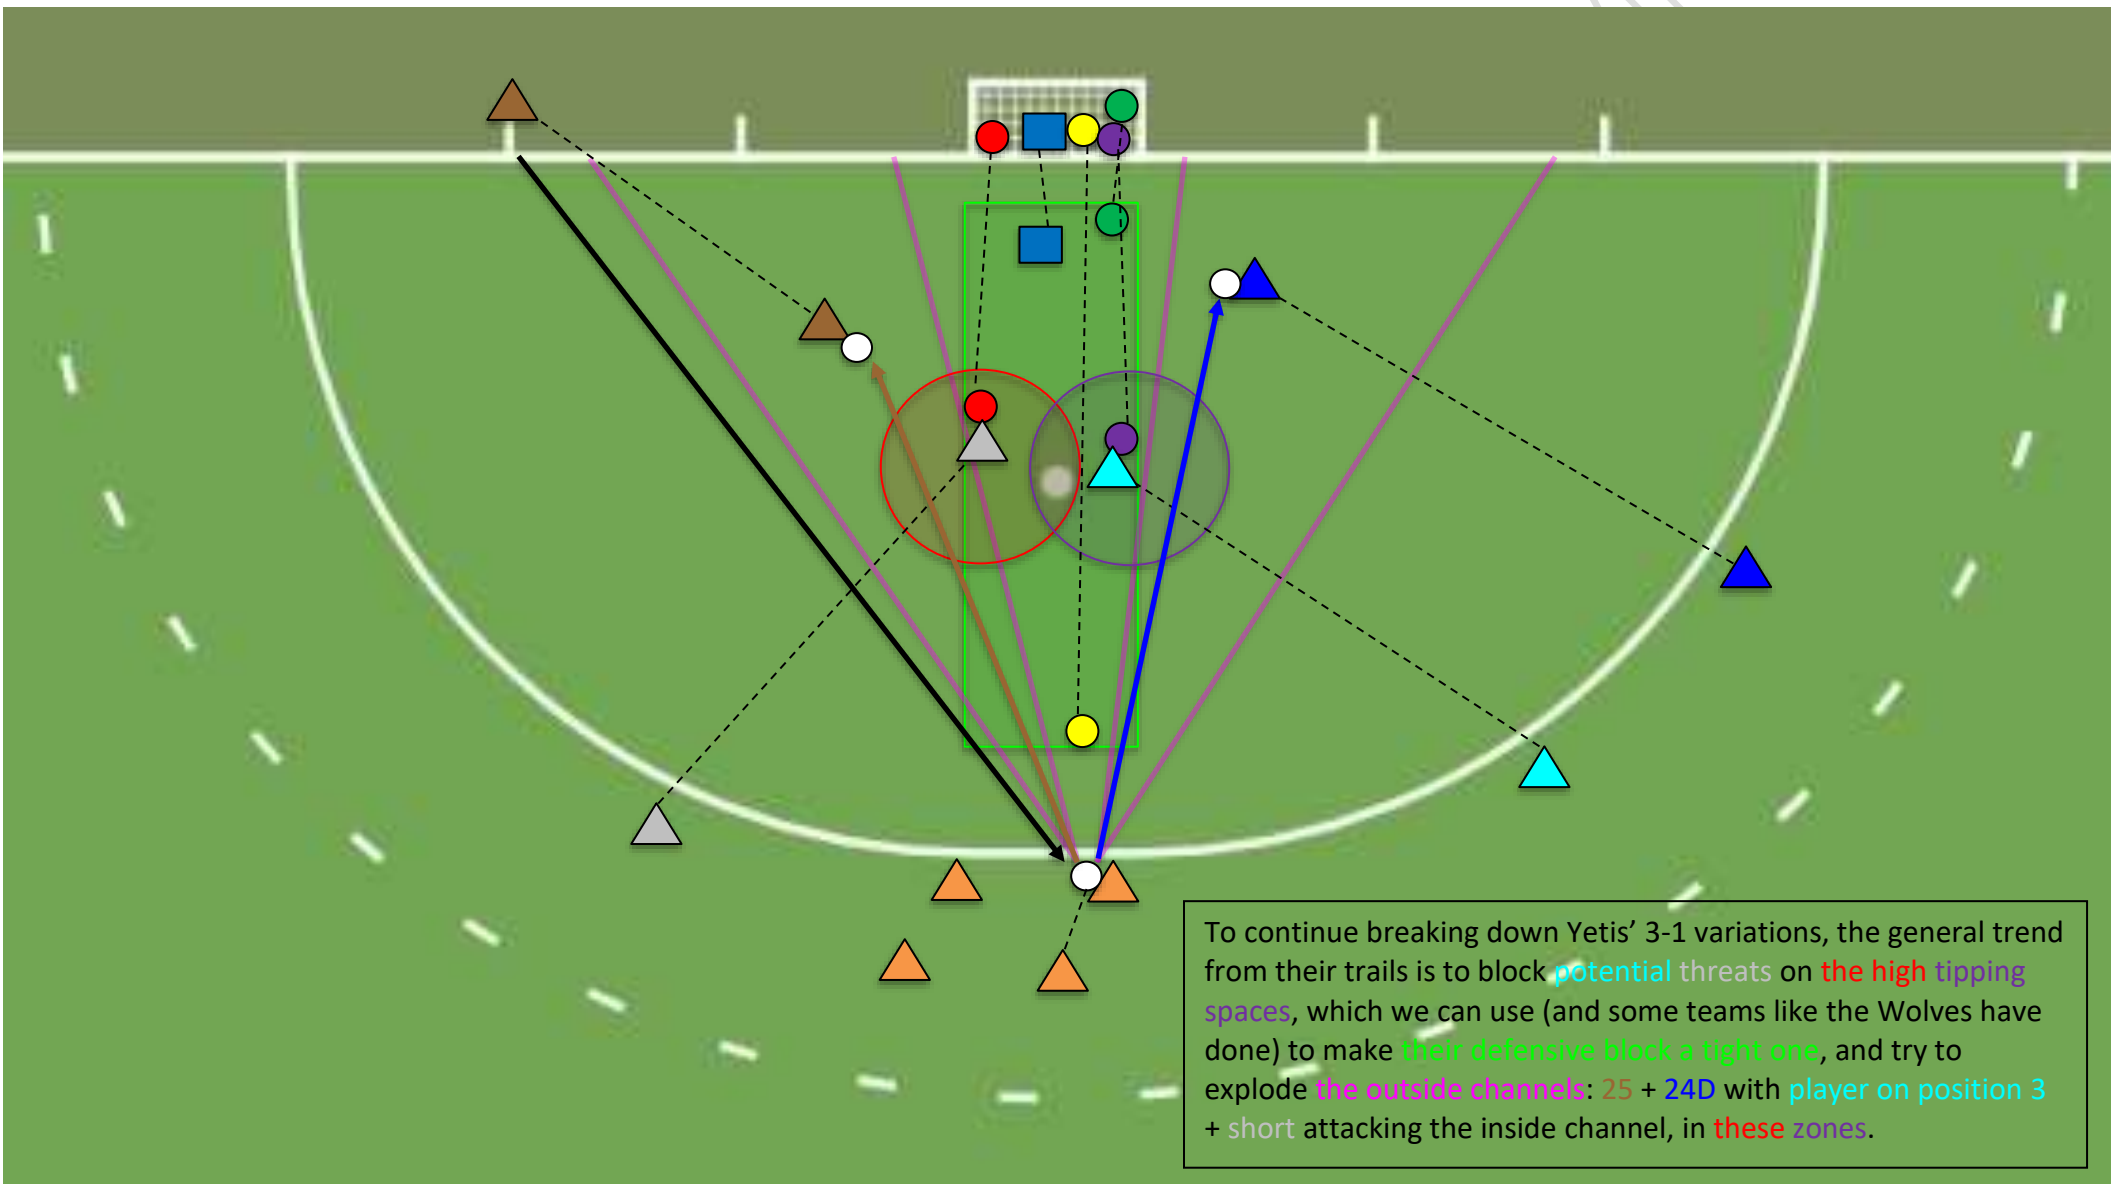 To continue breaking down Yetis’ 3-1 variations, the general trend
from their trails is to block potential threats on the high tipping
spaces, which we can use (and some teams like the Wolves have
done) to make their defensive block a tight one, and try to
explode the outside channels: 25 + 24D with player on position 3
+ short attacking the inside channel, in these zones.